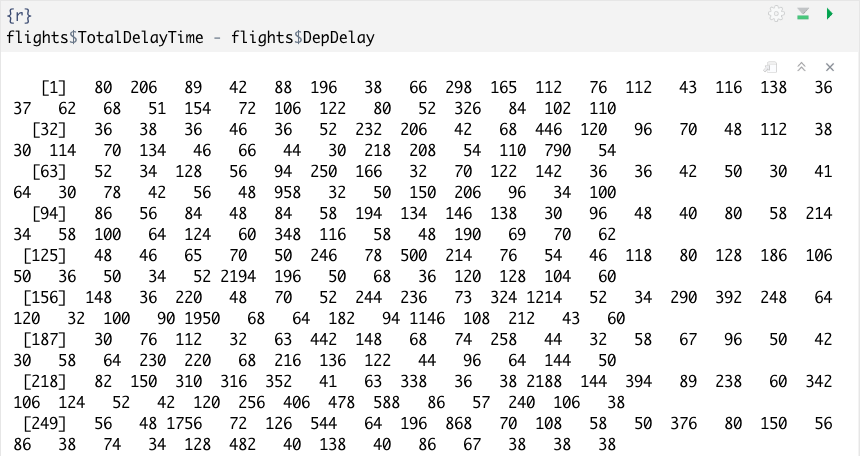 {r}
flights$TotalDelayTime - flights$DepDelay
[1] 80 206 89 42 88 196 38 66 298 165 112 76 112 43 116 138 36
37 62 68 51 154 72 106 122 80 52 326 84 102 110
[32] 36 38 36 46 36 52 232 206 42 68 446 120 96 70 48 112 38
30 114 70 134 46 66 44 30 218 208 54 110 790 54
[63] 52 34 128 56 94 250 166 32 70 122 142 36 36 42 50 30 41
64 30 78 42 56 48 958 32 50 150 206 96 34 100
[94] 86 56 84 48 84 58 194 134 146 138 30 96 48 40 80 58 214
34 58 100 64 124 60 348 116 58 48 190 69 70 62
[125] 48 46 65 70 50 246 78 500 214 76 54 46 118 80 128 186 106
50 36 50 34 52 2194 196 50 68 36 120 128 104 60
[156] 148 36 220 48 70 52 244 236 73 324 1214 52 34 290 392 248 64
120 32 100 90 1950 68 64 182 94 1146 108 212 43 60
[187] 30 76 112 32 63 442 148 68 74 258 44 32 58 67 96 50 42
30 58 64 230 220 68 216 136 122 44 96 64 144 50
[218] 82 150 310 316 352 41 63 338 36 38 2188 144 394 89 238 60 342
106 124 52 42 120 256 406 478 588 86 57 240 106 38
[249] 56 48 1756 72 126 544 64 196 868 70 108 58 50 376 80 150 56
86 38 74 34 128 482 40 138 40 86 67 38 38 38